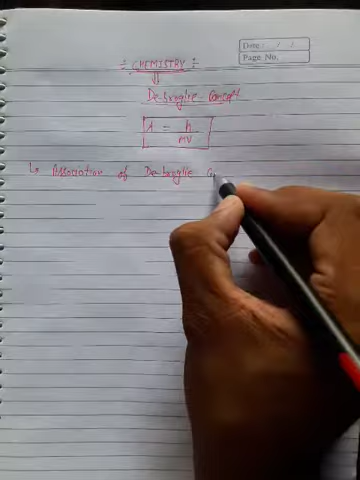 Date : / /
Page No.
: CHEMISTRY :
De-broglie Concept
λ = h
mv
↳ Association of De-broglie